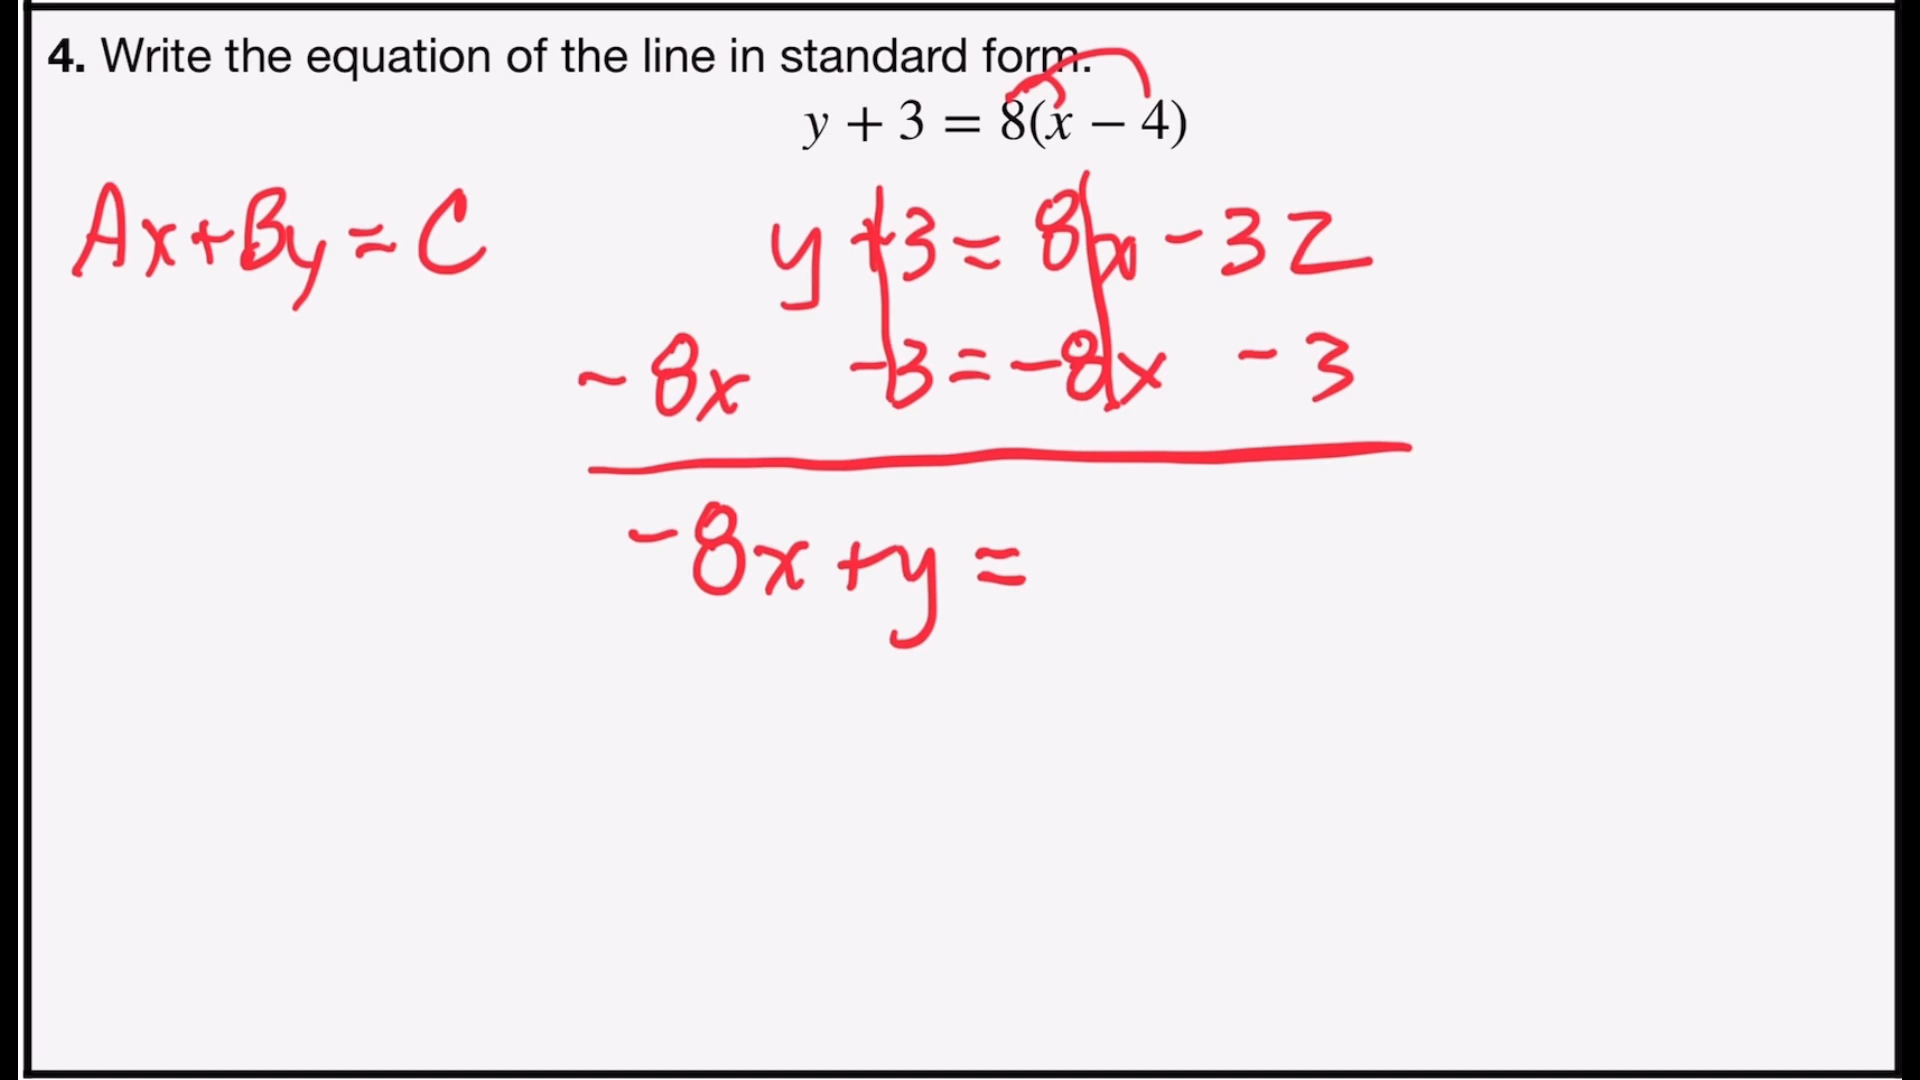 4. Write the equation of the line in standard form.
y + 3 = 8(x − 4)
Ax+By=C
y+3=8x-32
-8x -3=-8x -3
-8x+y=